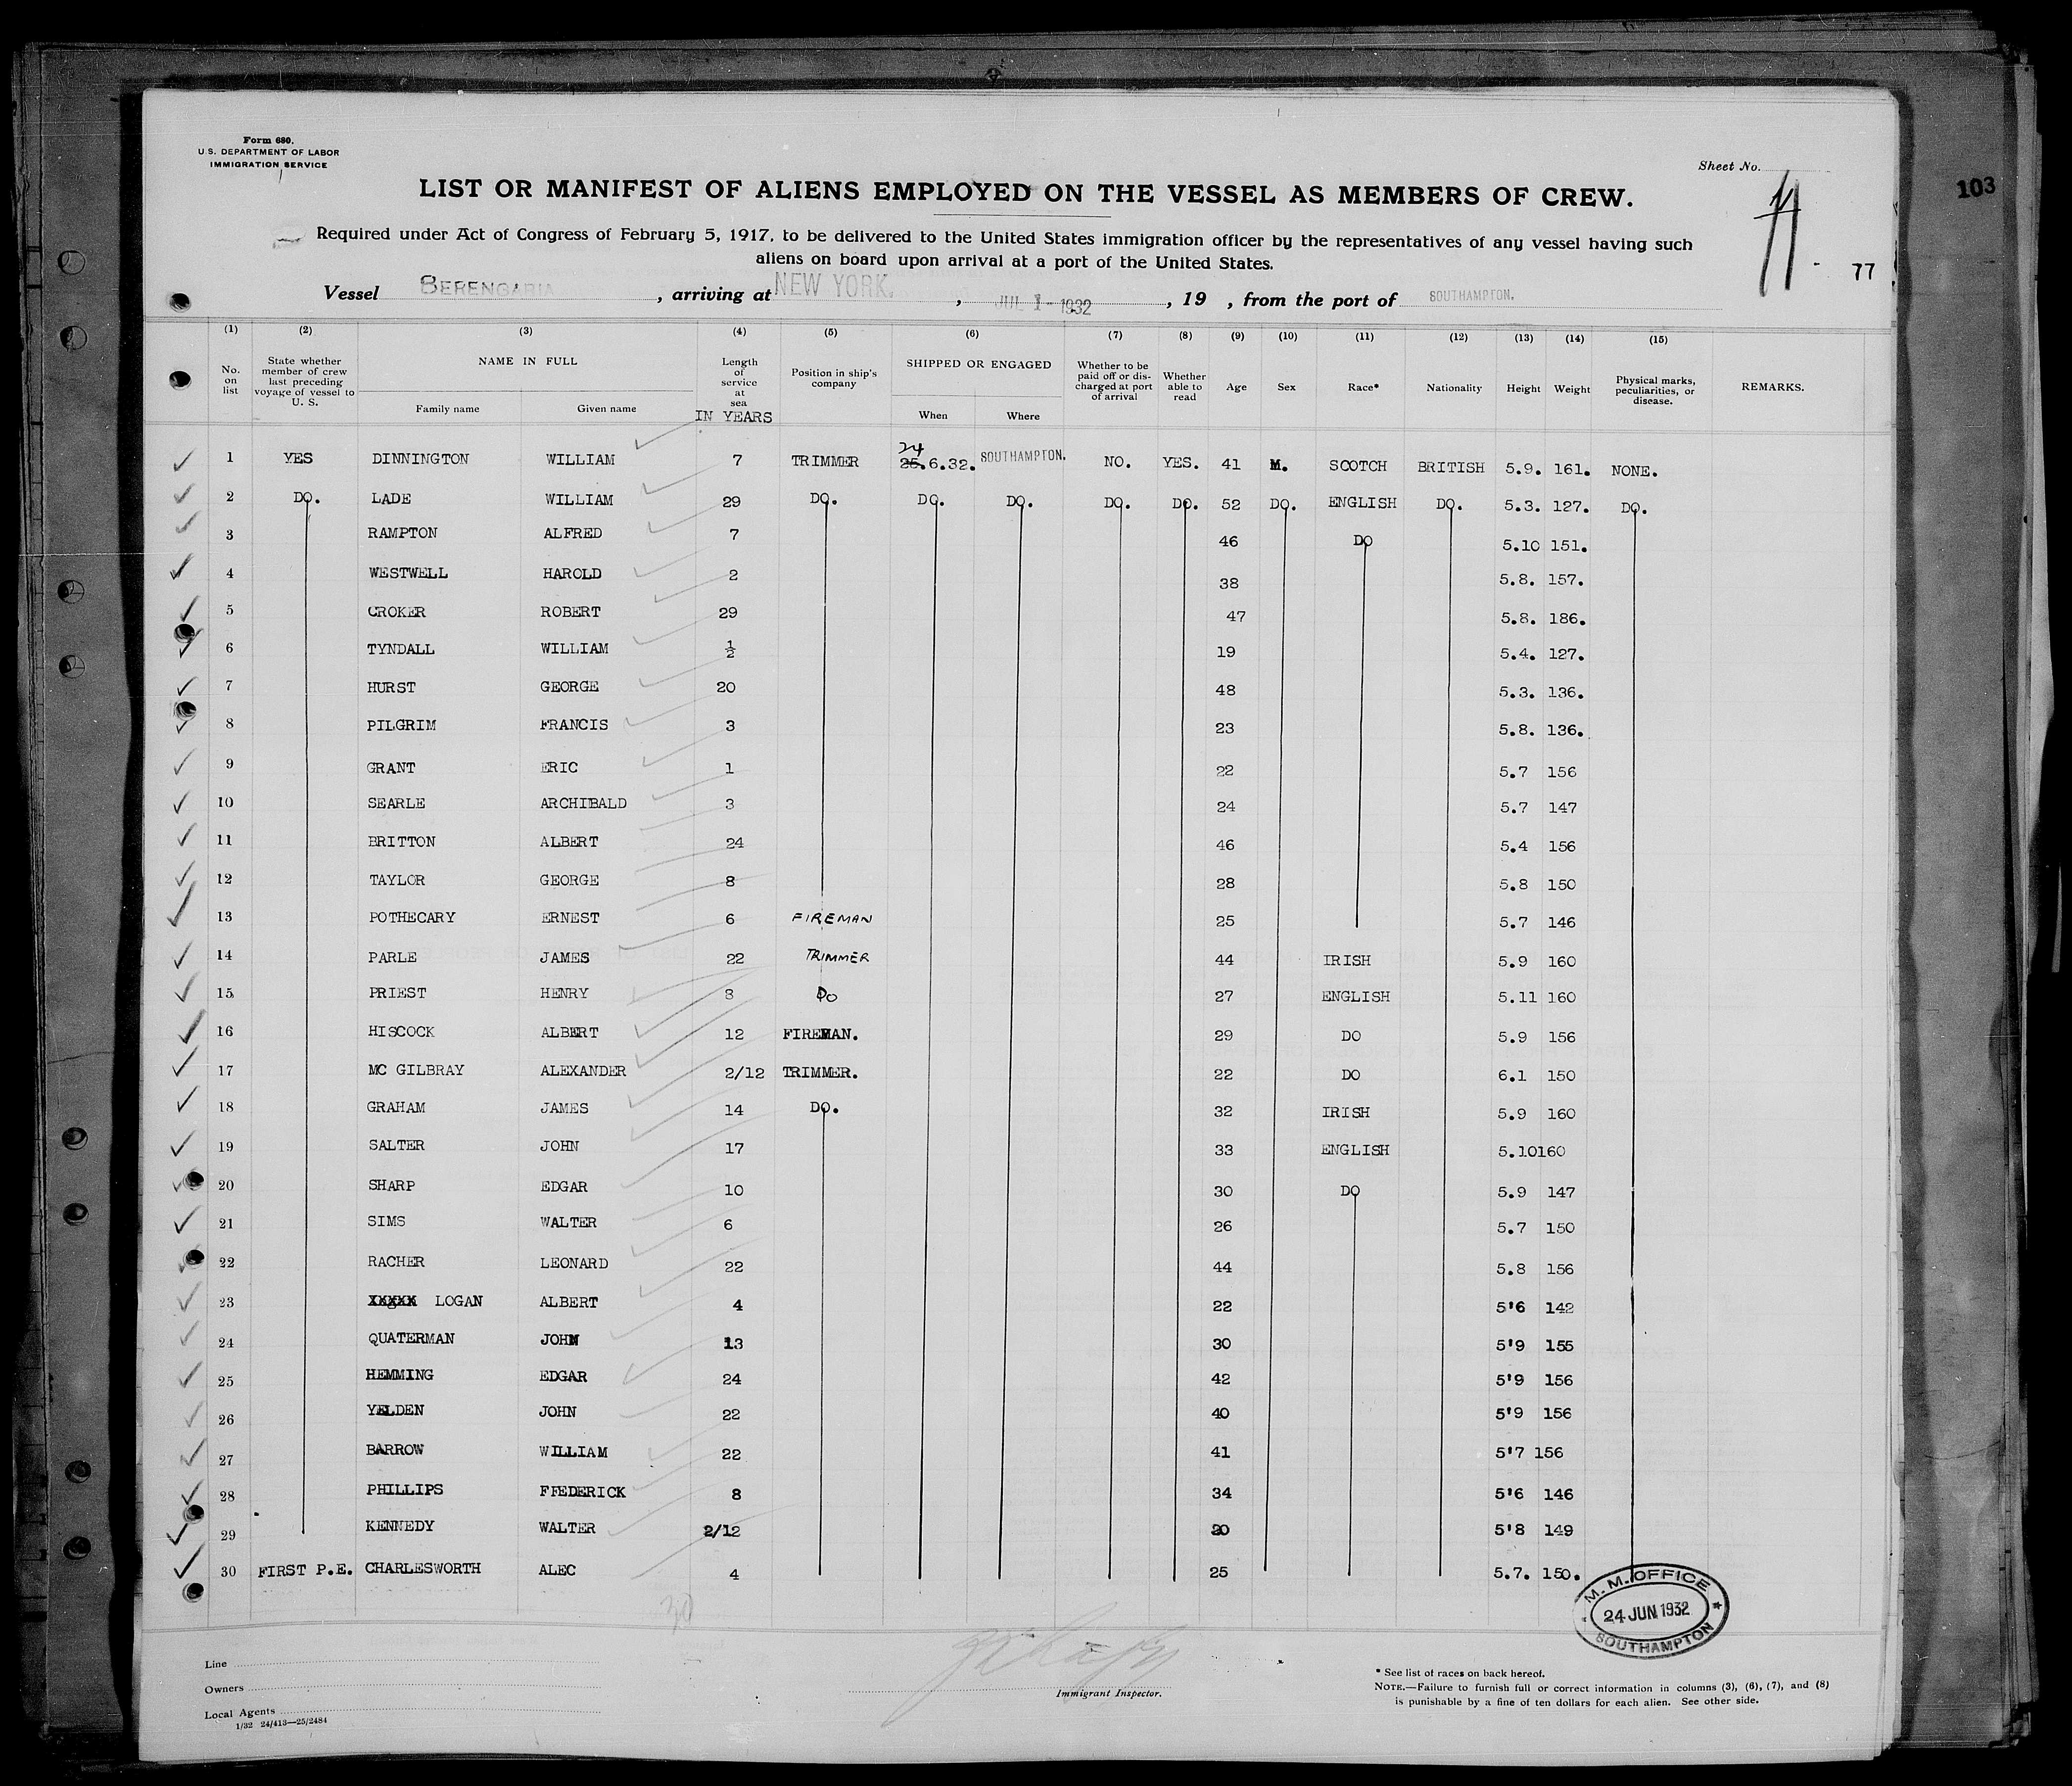 Form 680.
U.S. DEPARTMENT OF LABOR
IMMIGRATION SERVICE
Sheet No.
103
LIST OR MANIFEST OF ALIENS EMPLOYED ON THE VESSEL AS MEMBERS OF CREW.
Required under Act of Congress of February 5, 1917, to be delivered to the United States immigration officer by the representatives of any vessel having such
aliens on board upon arrival at a port of the United States.
77
Vessel BERENGARIA, arriving at NEW YORK., JUL 1 - 1932, 19 , from the port of SOUTHAMPTON.
(1) (2) (3) (4) (5) (6) (7) (8) (9) (10) (11) (12) (13) (14) (15)
No. on list State whether member of crew last preceding voyage of vessel to U. S. NAME IN FULL Family name Given name Length of service at sea IN YEARS Position in ship's company SHIPPED OR ENGAGED When Where Whether to be paid off or discharged at port of arrival Whether able to read Age Sex Race* Nationality Height Weight Physical marks, peculiarities, or disease. REMARKS.
1 YES DINNINGTON WILLIAM 7 TRIMMER 24 25.6.32. SOUTHAMPTON. NO. YES. 41 M. SCOTCH BRITISH 5.9. 161. NONE.
2 DO. LADE WILLIAM 29 DO. DO. DO. DO. DO. 52 DO. ENGLISH DO. 5.3. 127. DO.
3 RAMPTON ALFRED 7 46 DO 5.10 151.
4 WESTWELL HAROLD 2 38 5.8. 157.
5 CROKER ROBERT 29 47 5.8. 186.
6 TYNDALL WILLIAM ½ 19 5.4. 127.
7 HURST GEORGE 20 48 5.3. 136.
8 PILGRIM FRANCIS 3 23 5.8. 136.
9 GRANT ERIC 1 22 5.7 156
10 SEARLE ARCHIBALD 3 24 5.7 147
11 BRITTON ALBERT 24 46 5.4 156
12 TAYLOR GEORGE 8 28 5.8 150
13 POTHECARY ERNEST 6 FIREMAN 25 5.7 146
14 PARLE JAMES 22 TRIMMER 44 IRISH 5.9 160
15 PRIEST HENRY 8 DO 27 ENGLISH 5.11 160
16 HISCOCK ALBERT 12 FIREMAN. 29 DO 5.9 156
17 MC GILBRAY ALEXANDER 2/12 TRIMMER. 22 DO 6.1 150
18 GRAHAM JAMES 14 DO. 32 IRISH 5.9 160
19 SALTER JOHN 17 33 ENGLISH 5.10160
20 SHARP EDGAR 10 30 DO 5.9 147
21 SIMS WALTER 6 26 5.7 150
22 RACHER LEONARD 22 44 5.8 156
23 XXXXX LOGAN ALBERT 4 22 5'6 142
24 QUATERMAN JOHN 13 30 5'9 155
25 HEMMING EDGAR 24 42 5'9 156
26 YELDEN JOHN 22 40 5'9 156
27 BARROW WILLIAM 22 41 5'7 156
28 PHILLIPS FFEDERICK 8 34 5'6 146
29 KENNEDY WALTER 2/12 20 5'8 149
30 FIRST P.E. CHARLESWORTH ALEC 4 25 5.7. 150.
30
M. M. OFFICE
24 JUN 1932
SOUTHAMPTON
Line
Owners
Local Agents
1/32 24/413—25/2484
Immigrant Inspector.
* See list of races on back hereof.
NOTE.—Failure to furnish full or correct information in columns (3), (6), (7), and (8)
is punishable by a fine of ten dollars for each alien. See other side.